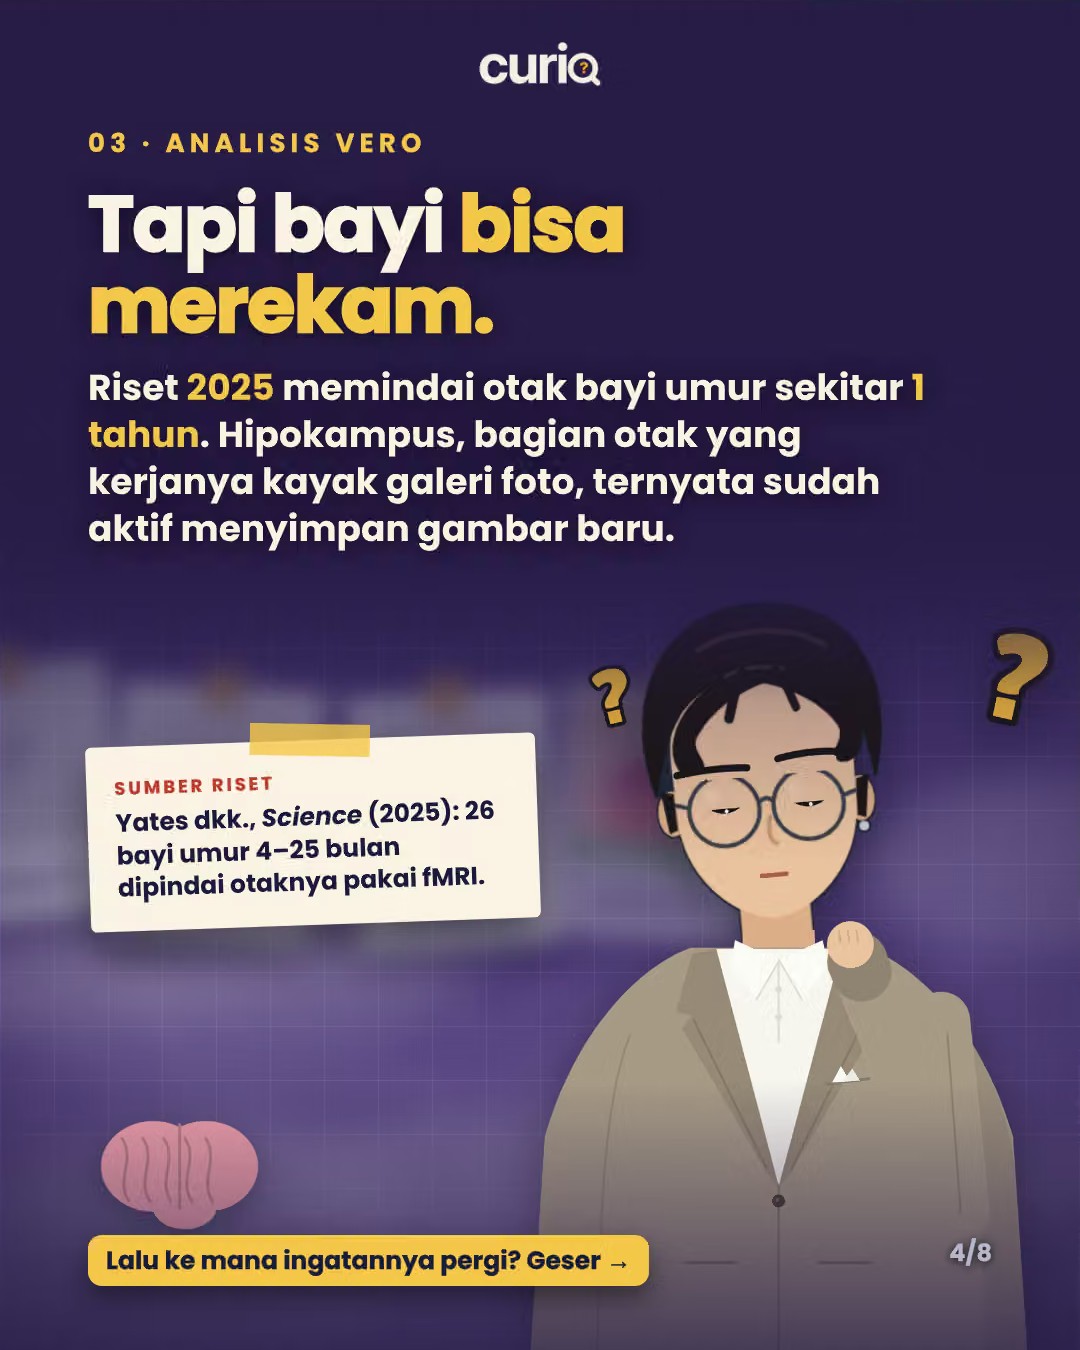 curio
03 · ANALISIS VERO
Tapi bayi bisa
merekam.
Riset 2025 memindai otak bayi umur sekitar 1
tahun. Hipokampus, bagian otak yang
kerjanya kayak galeri foto, ternyata sudah
aktif menyimpan gambar baru.
? ?
SUMBER RISET
Yates dkk., Science (2025): 26
bayi umur 4–25 bulan
dipindai otaknya pakai fMRI.
Lalu ke mana ingatannya pergi? Geser →
4/8